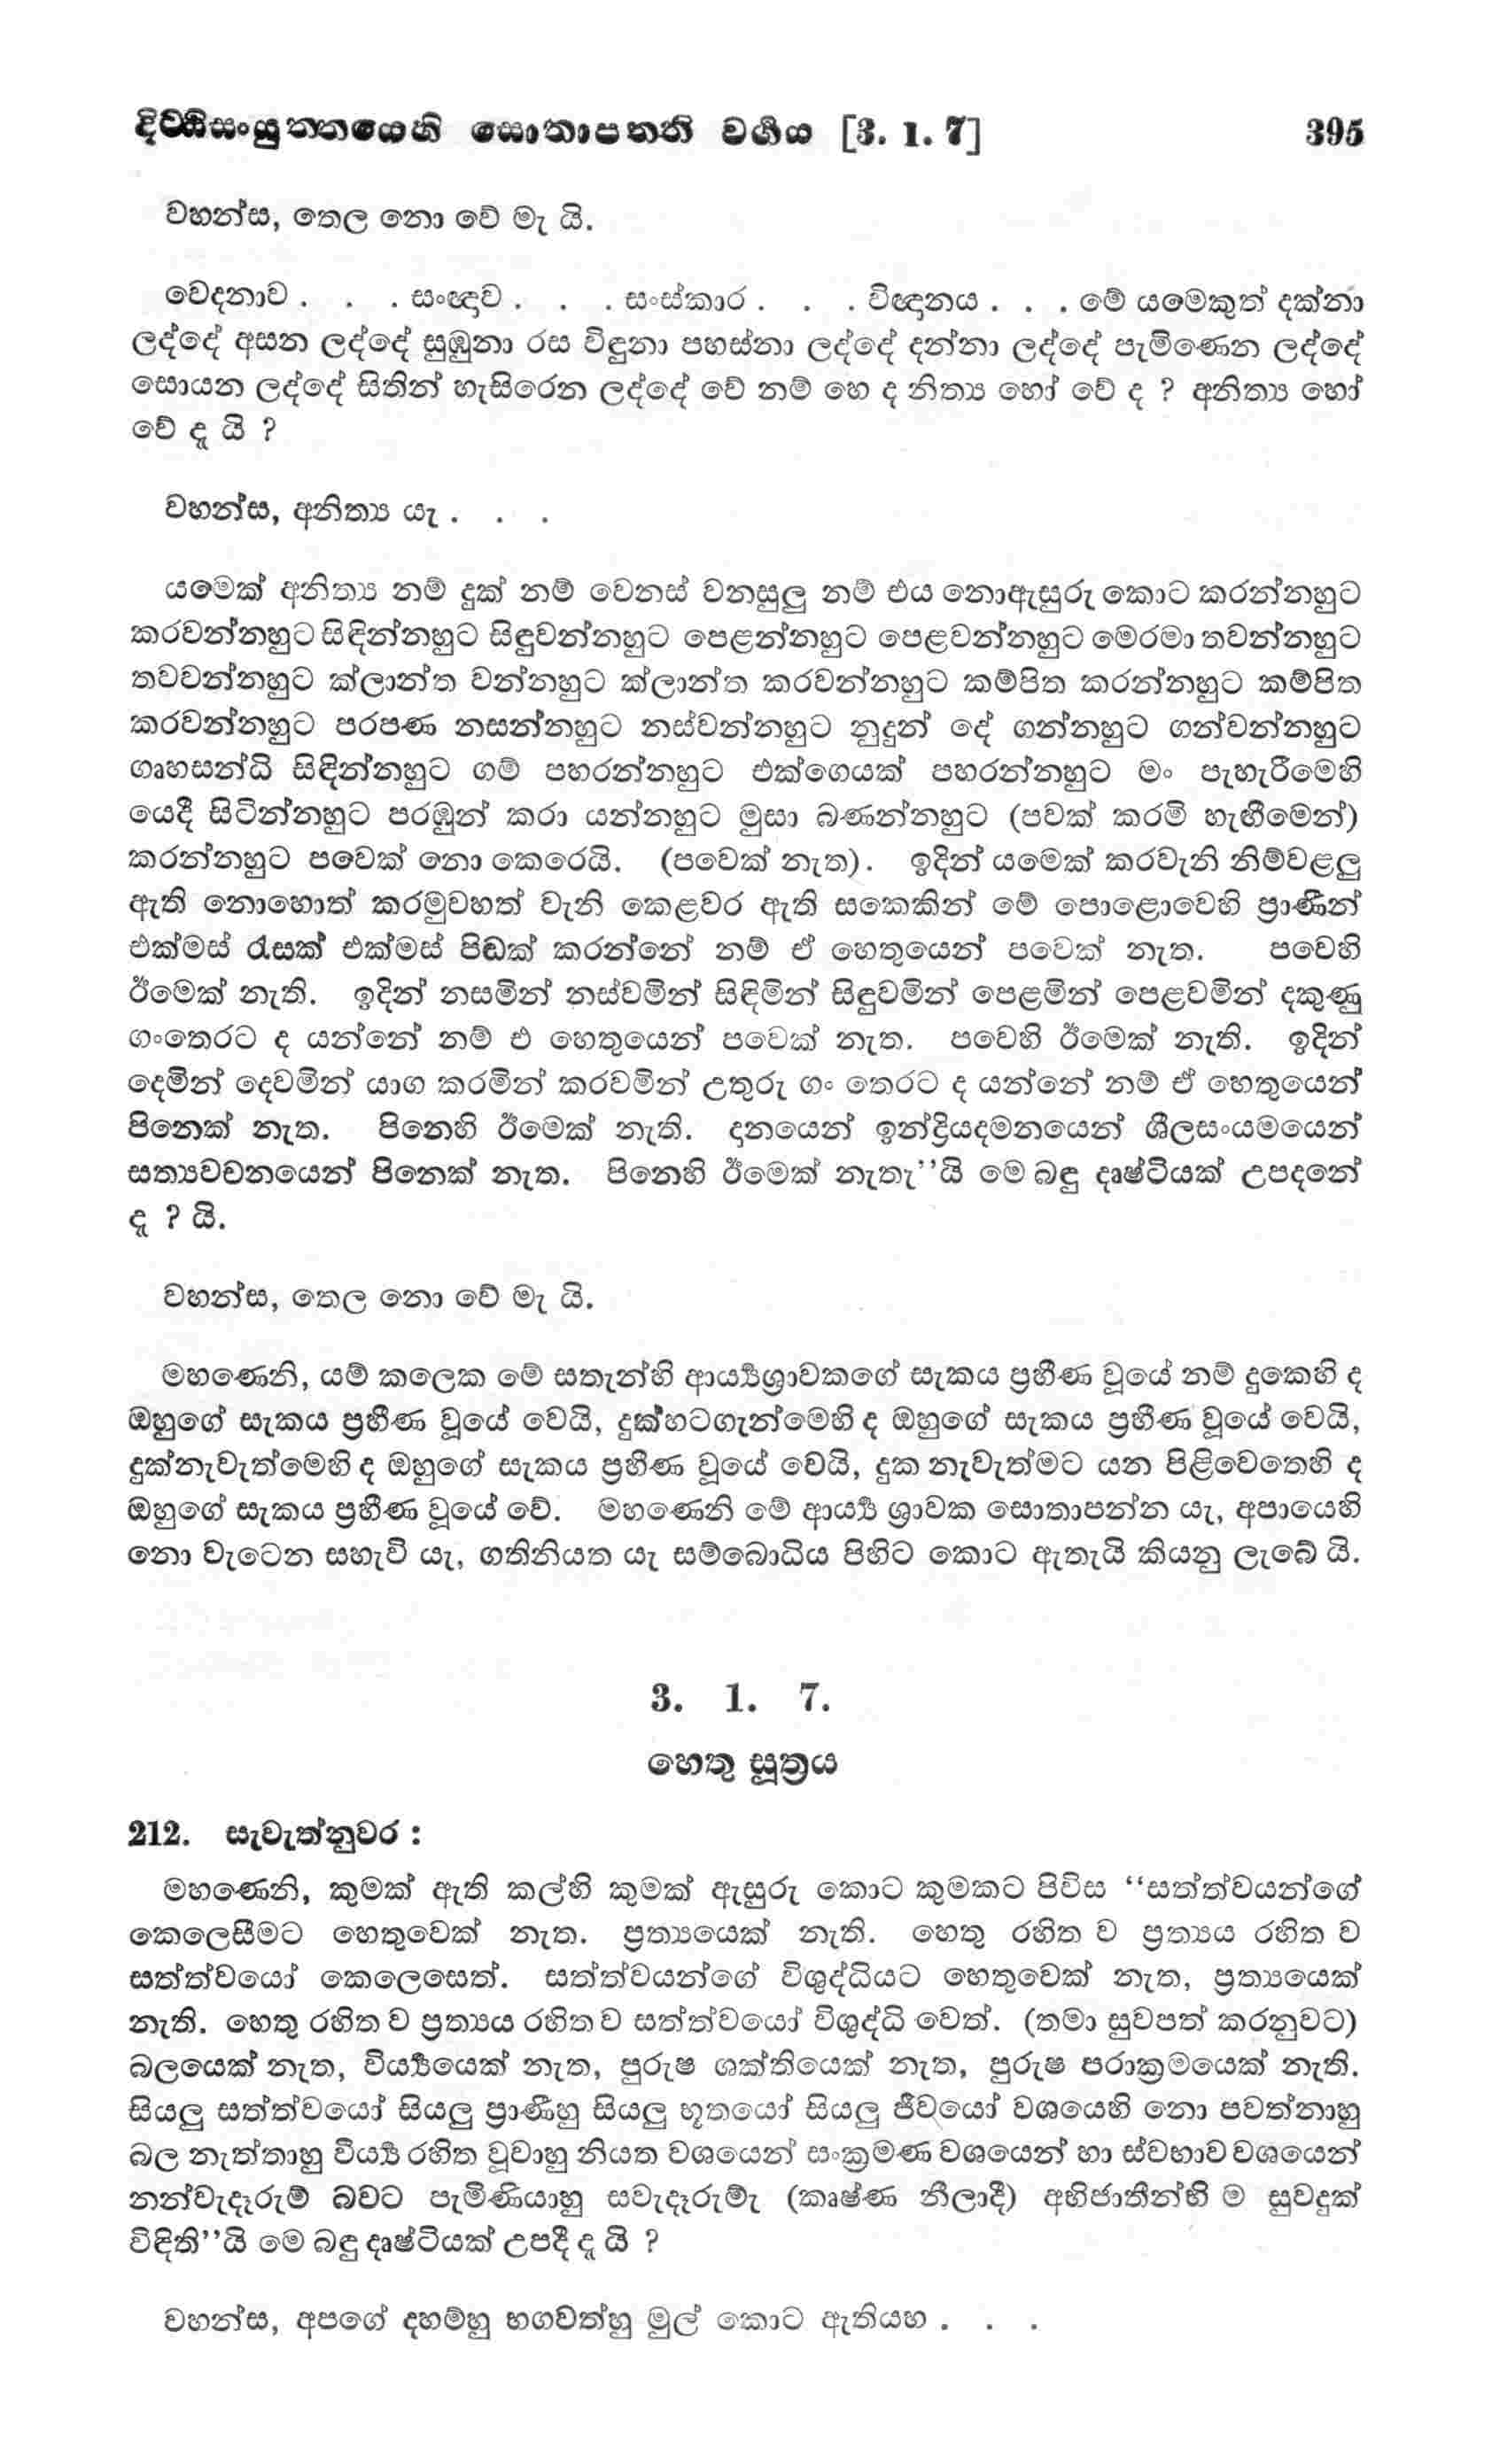 දිට්ඨිසංයුත්තයෙහි සොතාපත්ති වර්ගය [3. 1. 7] 395
වහන්ස, තෙල නො වේ මැ යි.
වෙදනාව . . . සංඥාව . . . සංස්කාර . . . විඥානය . . . මේ යමෙකුත් දක්නා
ලද්දේ අසන ලද්දේ සුඹුනා රස විඳුනා පහස්නා ලද්දේ දන්නා ලද්දේ පැමිණෙන ලද්දේ
සොයන ලද්දේ සිතින් හැසිරෙන ලද්දේ වේ නම් හෙ ද නිත්‍ය හෝ වේ ද ? අනිත්‍ය හෝ
වේ දැ යි ?
වහන්ස, අනිත්‍ය යැ . . .
යමෙක් අනිත්‍ය නම් දුක් නම් වෙනස් වනසුලු නම් එය නොඇසුරු කොට කරන්නහුට
කරවන්නහුට සිඳින්නහුට සිඳුවන්නහුට පෙළන්නහුට පෙළවන්නහුට මෙරමා තවන්නහුට
තවවන්නහුට ක්ලාන්ත වන්නහුට ක්ලාන්ත කරවන්නහුට කම්පිත කරන්නහුට කම්පිත
කරවන්නහුට පරපණ නසන්නහුට නස්වන්නහුට නුදුන් දේ ගන්නහුට ගන්වන්නහුට
ගෘහසන්ධි සිඳින්නහුට ගම් පහරන්නහුට එක්ගෙයක් පහරන්නහුට මං පැහැරීමෙහි
යෙදී සිටින්නහුට පරඹුන් කරා යන්නහුට මුසා බණන්නහුට (පවක් කරමි හැඟීමෙන්)
කරන්නහුට පවෙක් නො කෙරෙයි. (පවෙක් නැත). ඉදින් යමෙක් කරවැනි නිම්වළලු
ඇති නොහොත් කරමුවහත් වැනි කෙළවර ඇති සකෙකින් මේ පොළොවෙහි ප්‍රාණීන්
එක්මස් රැසක් එක්මස් පිඬක් කරන්නේ නම් ඒ හෙතුයෙන් පවෙක් නැත. පවෙහි
ඊමෙක් නැති. ඉදින් නසමින් නස්වමින් සිඳිමින් සිඳුවමින් පෙළමින් පෙළවමින් දකුණු
ගංතෙරට ද යන්නේ නම් එ හෙතුයෙන් පවෙක් නැත. පවෙහි ඊමෙක් නැති. ඉදින්
දෙමින් දෙවමින් යාග කරමින් කරවමින් උතුරු ගං තෙරට ද යන්නේ නම් ඒ හෙතුයෙන්
පිනෙක් නැත. පිනෙහි ඊමෙක් නැති. දානයෙන් ඉන්ද්‍රියදමනයෙන් ශීලසංයමයෙන්
සත්‍යවචනයෙන් පිනෙක් නැත. පිනෙහි ඊමෙක් නැතැ’’යි මෙ බඳු දෘෂ්ටියක් උපදනේ
දැ ? යි.
වහන්ස, තෙල නො වේ මැ යි.
මහණෙනි, යම් කලෙක මේ සතැන්හි ආර්‍ය්‍යශ්‍රාවකගේ සැකය ප්‍රහීණ වූයේ නම් දුකෙහි ද
ඔහුගේ සැකය ප්‍රහීණ වූයේ වෙයි, දුක්හටගැන්මෙහි ද ඔහුගේ සැකය ප්‍රහීණ වූයේ වෙයි,
දුක්නැවැත්මෙහි ද ඔහුගේ සැකය ප්‍රහීණ වූයේ වෙයි, දුක නැවැත්මට යන පිළිවෙතෙහි ද
ඔහුගේ සැකය ප්‍රහීණ වූයේ වේ. මහණෙනි මේ ආර්‍ය්‍ය ශ්‍රාවක සොතාපන්න යැ, අපායෙහි
නො වැටෙන සහැවි යැ, ගතිනියත යැ සම්බොධිය පිහිට කොට ඇතැයි කියනු ලැබේ යි.
3. 1. 7.
හෙතු සූත්‍රය
212. සැවැත්නුවර :
මහණෙනි, කුමක් ඇති කල්හි කුමක් ඇසුරු කොට කුමකට පිවිස “සත්ත්වයන්ගේ
කෙලෙසීමට හෙතුවෙක් නැත. ප්‍රත්‍යයෙක් නැති. හෙතු රහිත ව ප්‍රත්‍යය රහිත ව
සත්ත්වයෝ කෙලෙසෙත්. සත්ත්වයන්ගේ විශුද්ධියට හෙතුවෙක් නැත, ප්‍රත්‍යයෙක්
නැති. හෙතු රහිත ව ප්‍රත්‍යය රහිත ව සත්ත්වයෝ විශුද්ධි වෙත්. (තමා සුවපත් කරනුවට)
බලයෙක් නැත, වීර්‍ය්‍යයෙක් නැත, පුරුෂ ශක්තියෙක් නැත, පුරුෂ පරාක්‍රමයෙක් නැති.
සියලු සත්ත්වයෝ සියලු ප්‍රාණීහු සියලු භූතයෝ සියලු ජීවයෝ වශයෙහි නො පවත්නාහු
බල නැත්තාහු වීර්‍ය්‍ය රහිත වූවාහු නියත වශයෙන් සංක්‍රමණ වශයෙන් හා ස්වභාව වශයෙන්
නන්වැදෑරුම් බවට පැමිණියාහු සවැදෑරුම්ැ (කෘෂ්ණ නීලාදී) අභිජාතීන්හි ම සුවදුක්
විඳිති’’යි මෙ බඳු දෘෂ්ටියක් උපදී දැ යි ?
වහන්ස, අපගේ දහම්හු භගවත්හු මුල් කොට ඇතියහ . . .